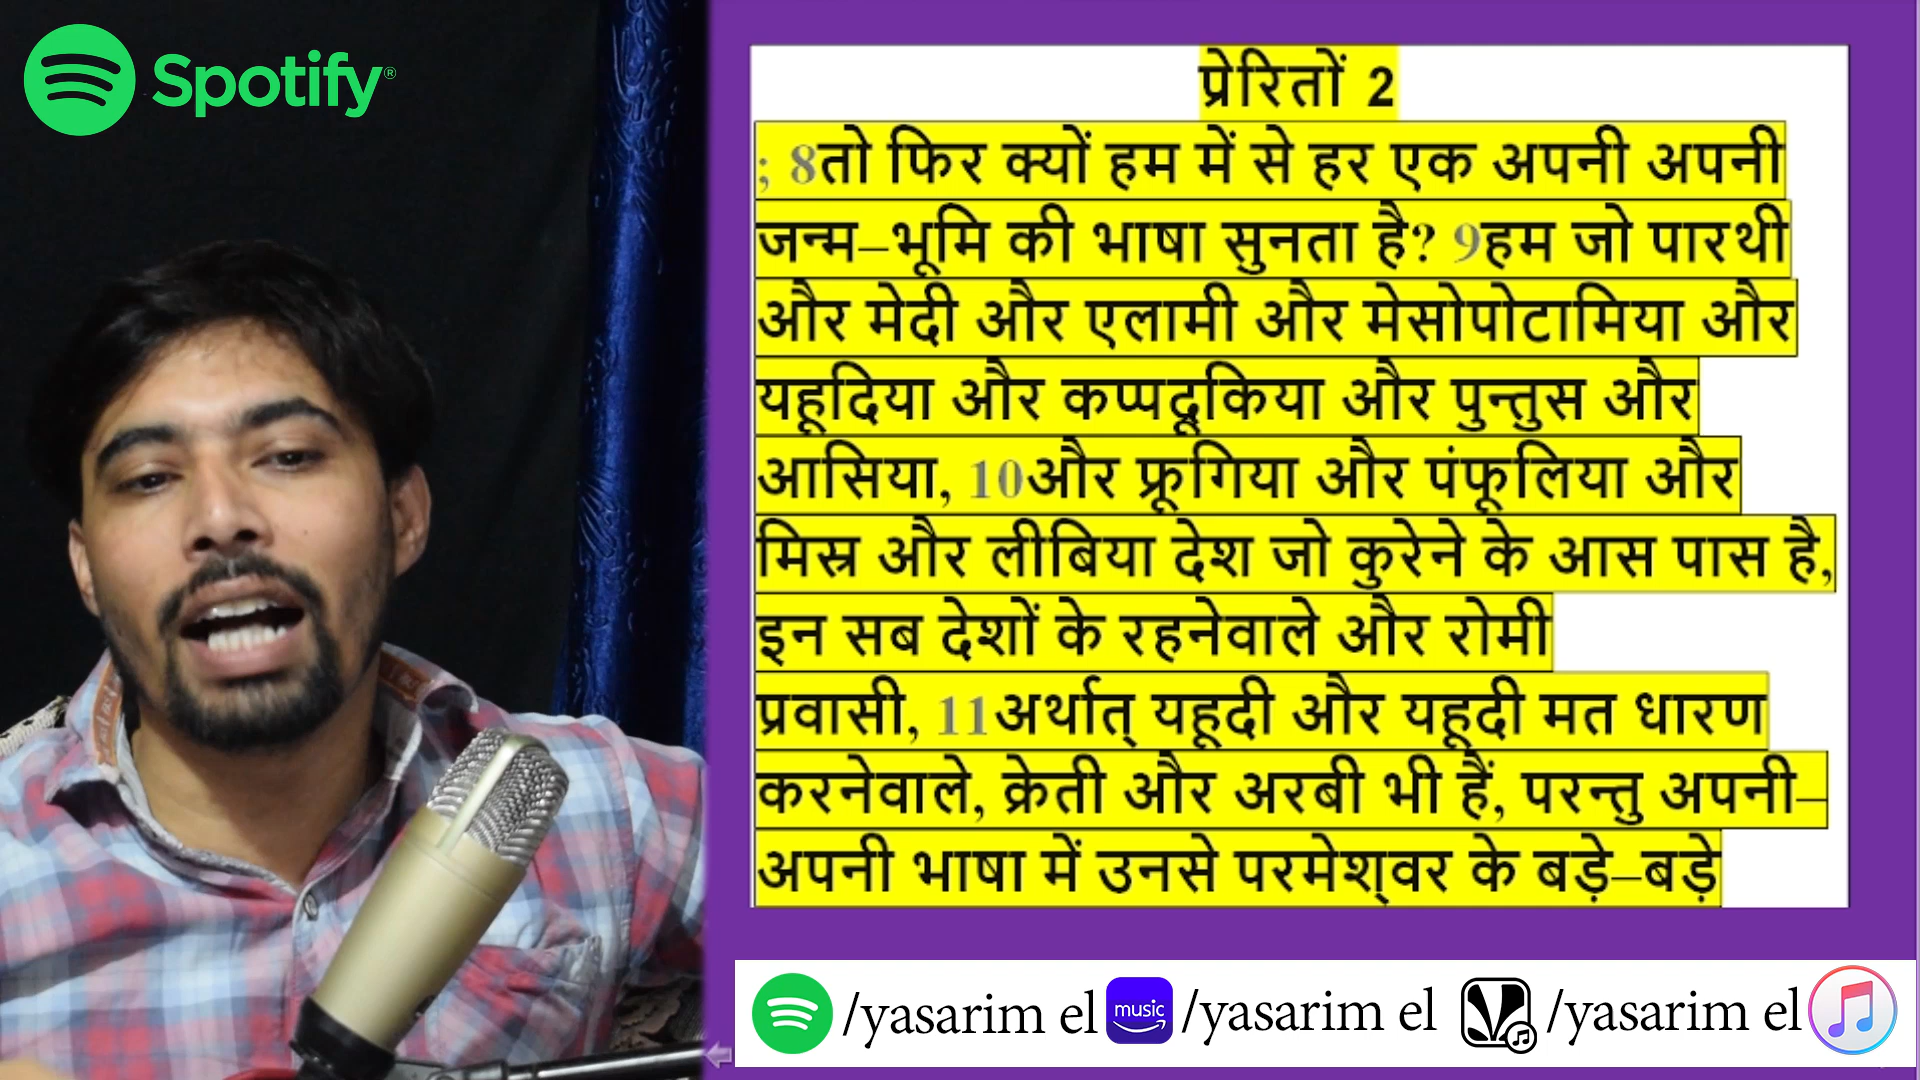 Spotify®
प्रेरितों 2
; 8तो फिर क्यों हम में से हर एक अपनी अपनी
जन्म–भूमि की भाषा सुनता है? 9हम जो पारथी
और मेदी और एलामी और मेसोपोटामिया और
यहूदिया और कप्पदूकिया और पुन्तुस और
आसिया, 10और फ्रूगिया और पंफूलिया और
मिस्र और लीबिया देश जो कुरेने के आस पास है,
इन सब देशों के रहनेवाले और रोमी
प्रवासी, 11अर्थात् यहूदी और यहूदी मत धारण
करनेवाले, क्रेती और अरबी भी हैं, परन्तु अपनी–
अपनी भाषा में उनसे परमेश्‍वर के बड़े–बड़े
/yasarim el music /yasarim el /yasarim el